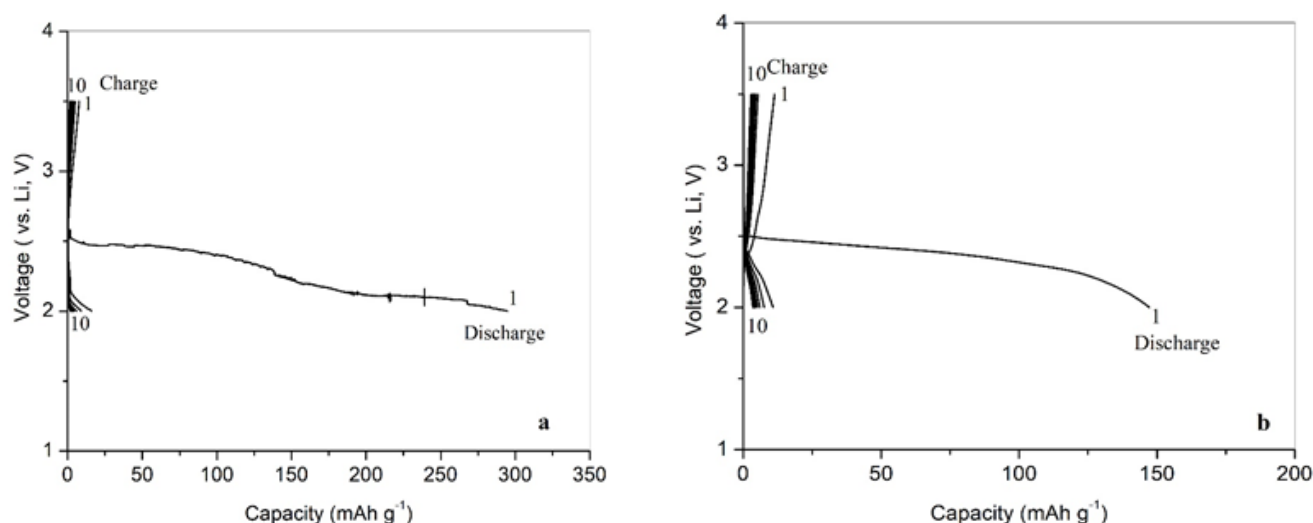 4
3
2
1
Voltage ( vs. Li, V)
10 Charge
1
10
1
Discharge
a
0 50 100 150 200 250 300 350
Capacity (mAh g-1)
4
3
2
1
Voltage ( vs. Li, V)
10 Charge
1
10
1
Discharge
b
0 50 100 150 200
Capacity (mAh g-1)